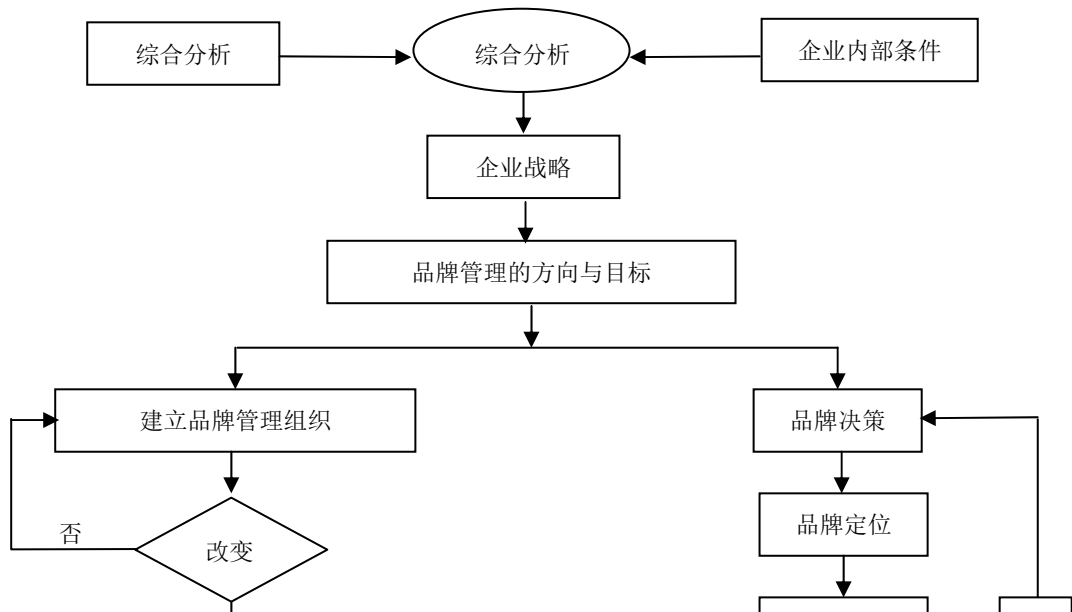 综合分析
综合分析
企业内部条件
企业战略
品牌管理的方向与目标
建立品牌管理组织
品牌决策
品牌定位
否
改变